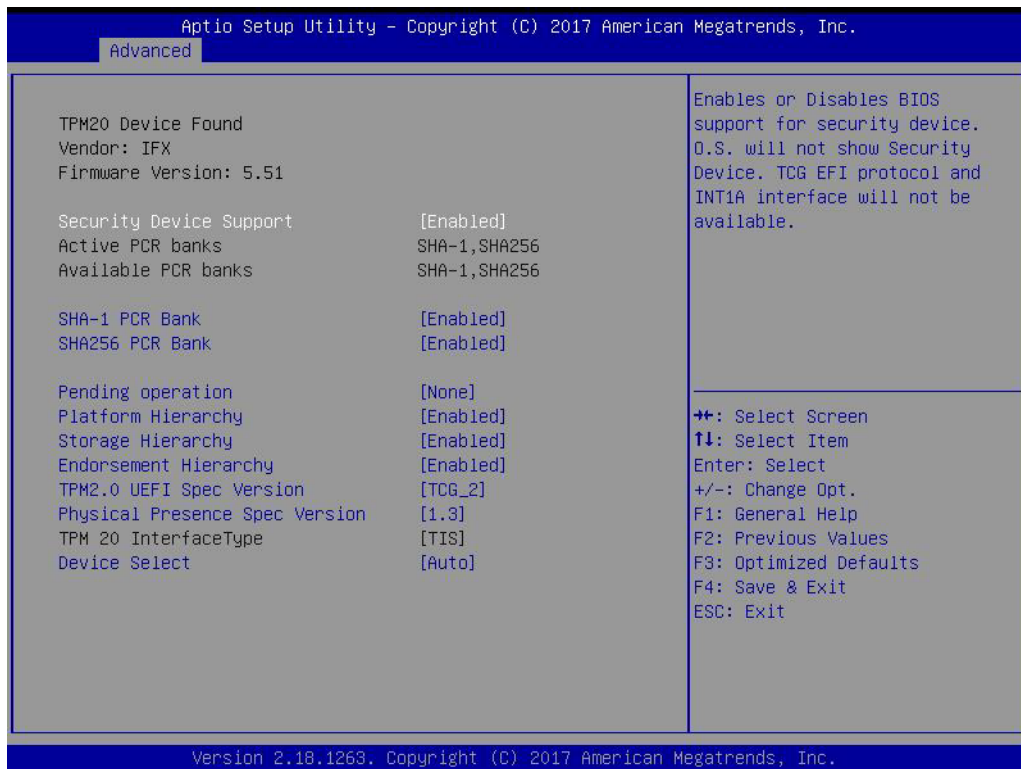 Aptio Setup Utility – Copyright (C) 2017 American Megatrends, Inc.
Advanced
TPM20 Device Found
Vendor: IFX
Firmware Version: 5.51
Security Device Support [Enabled]
Active PCR banks SHA-1,SHA256
Available PCR banks SHA-1,SHA256
SHA-1 PCR Bank [Enabled]
SHA256 PCR Bank [Enabled]
Pending operation [None]
Platform Hierarchy [Enabled]
Storage Hierarchy [Enabled]
Endorsement Hierarchy [Enabled]
TPM2.0 UEFI Spec Version [TCG_2]
Physical Presence Spec Version [1.3]
TPM 20 InterfaceType [TIS]
Device Select [Auto]
Enables or Disables BIOS
support for security device.
O.S. will not show Security
Device. TCG EFI protocol and
INT1A interface will not be
available.
→←: Select Screen
↑↓: Select Item
Enter: Select
+/-: Change Opt.
F1: General Help
F2: Previous Values
F3: Optimized Defaults
F4: Save & Exit
ESC: Exit
Version 2.18.1263. Copyright (C) 2017 American Megatrends, Inc.